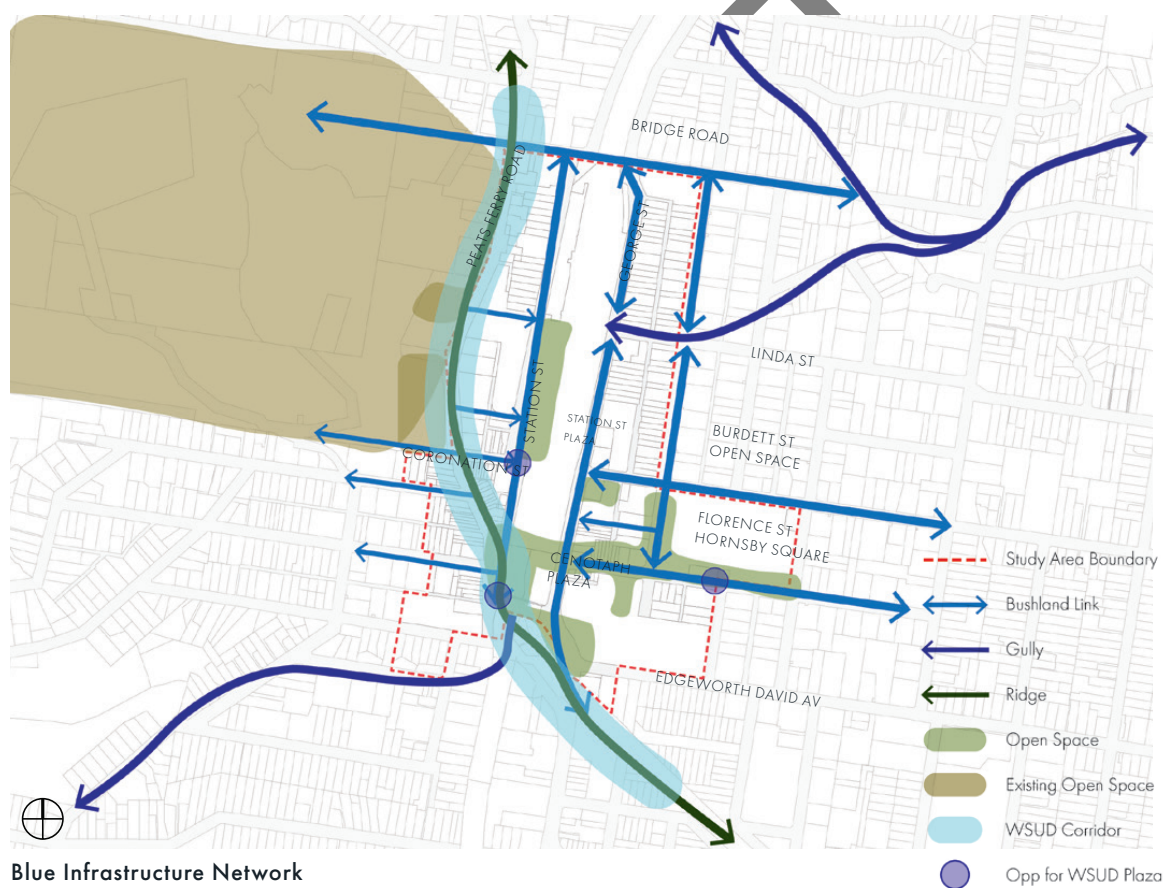 BRIDGE ROAD
PEATS FERRY ROAD
GEORGE ST
LINDA ST
STATION ST
STATION ST
PLAZA
BURDETT ST
OPEN SPACE
CORONATION ST
FLORENCE ST
HORNSBY SQUARE
CENOTAPH
PLAZA
EDGEWORTH DAVID AV
Study Area Boundary
Bushland Link
Gully
Ridge
Open Space
Existing Open Space
WSUD Corridor
Opp for WSUD Plaza
Blue Infrastructure Network